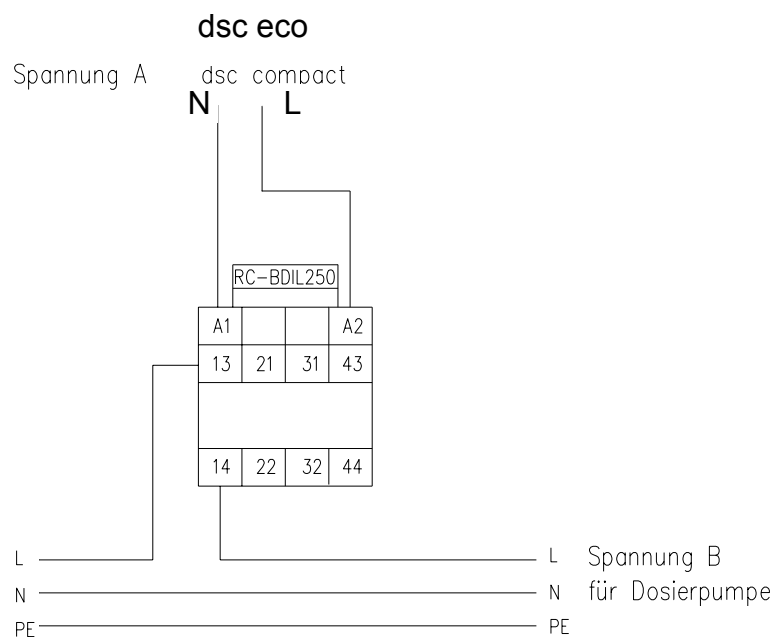 dsc eco
Spannung A dsc compact
N L
RC-BDIL250
A1 A2
13 21 31 43
14 22 32 44
L L Spannung B
N N für Dosierpumpe
PE PE